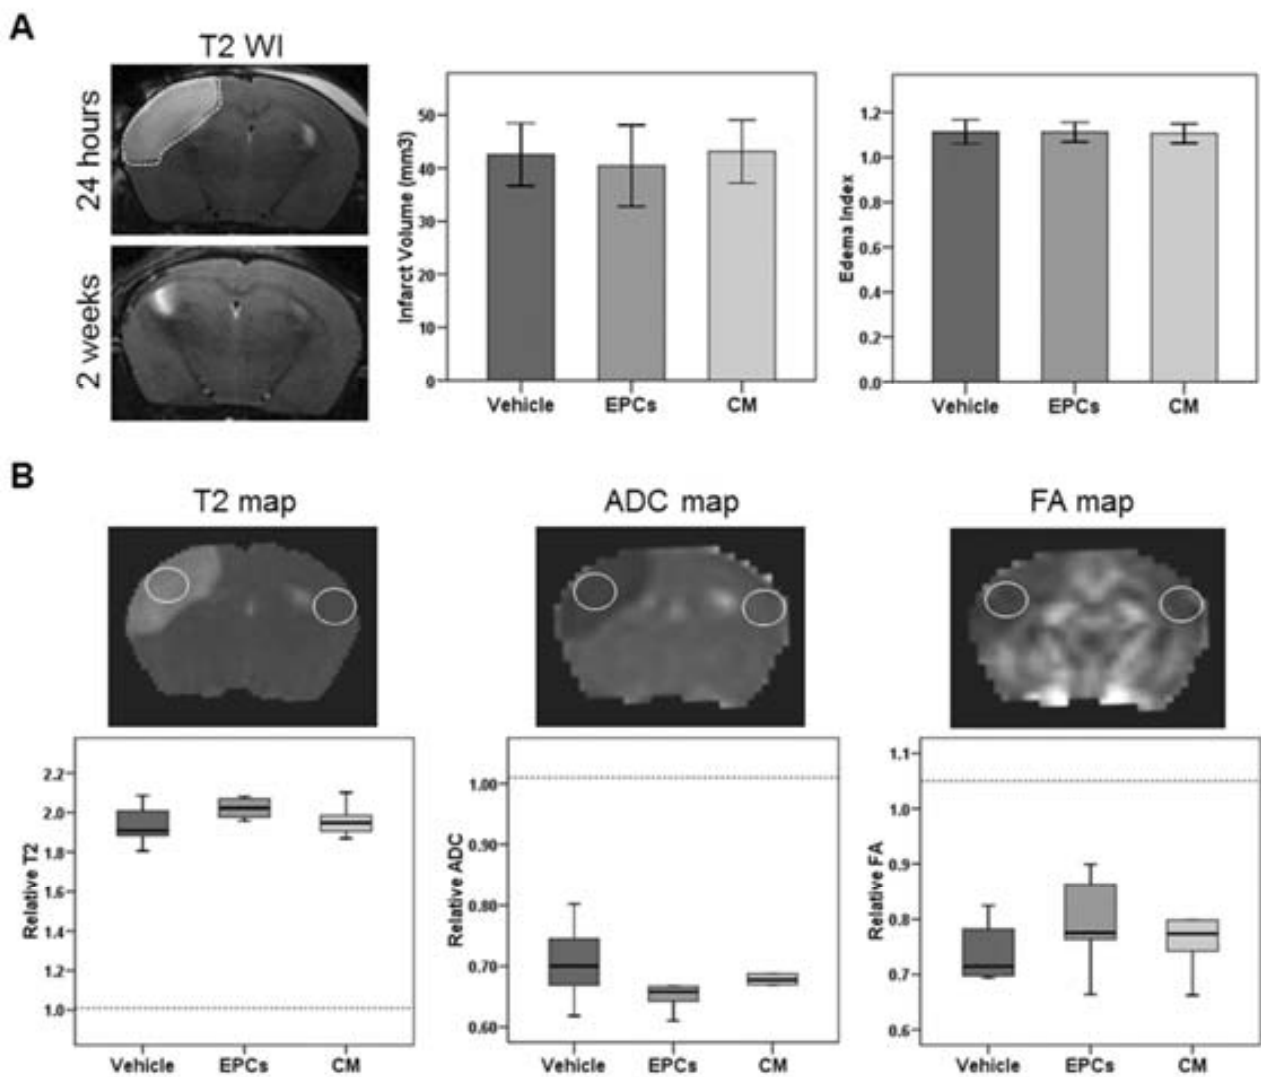 A
T2 WI
24 hours
2 weeks
Infarct Volume (mm3)
50
40
30
20
10
0
Vehicle EPCs CM
Edema Index
1.2
1.0
0.8
0.6
0.4
0.2
0.0
Vehicle EPCs CM
B
T2 map
ADC map
FA map
Relative T2
2.2
2.0
1.8
1.6
1.4
1.2
1.0
Vehicle EPCs CM
Relative ADC
1.00
0.90
0.80
0.70
0.60
Vehicle EPCs CM
Relative FA
1.1
1.0
0.9
0.8
0.7
0.6
Vehicle EPCs CM